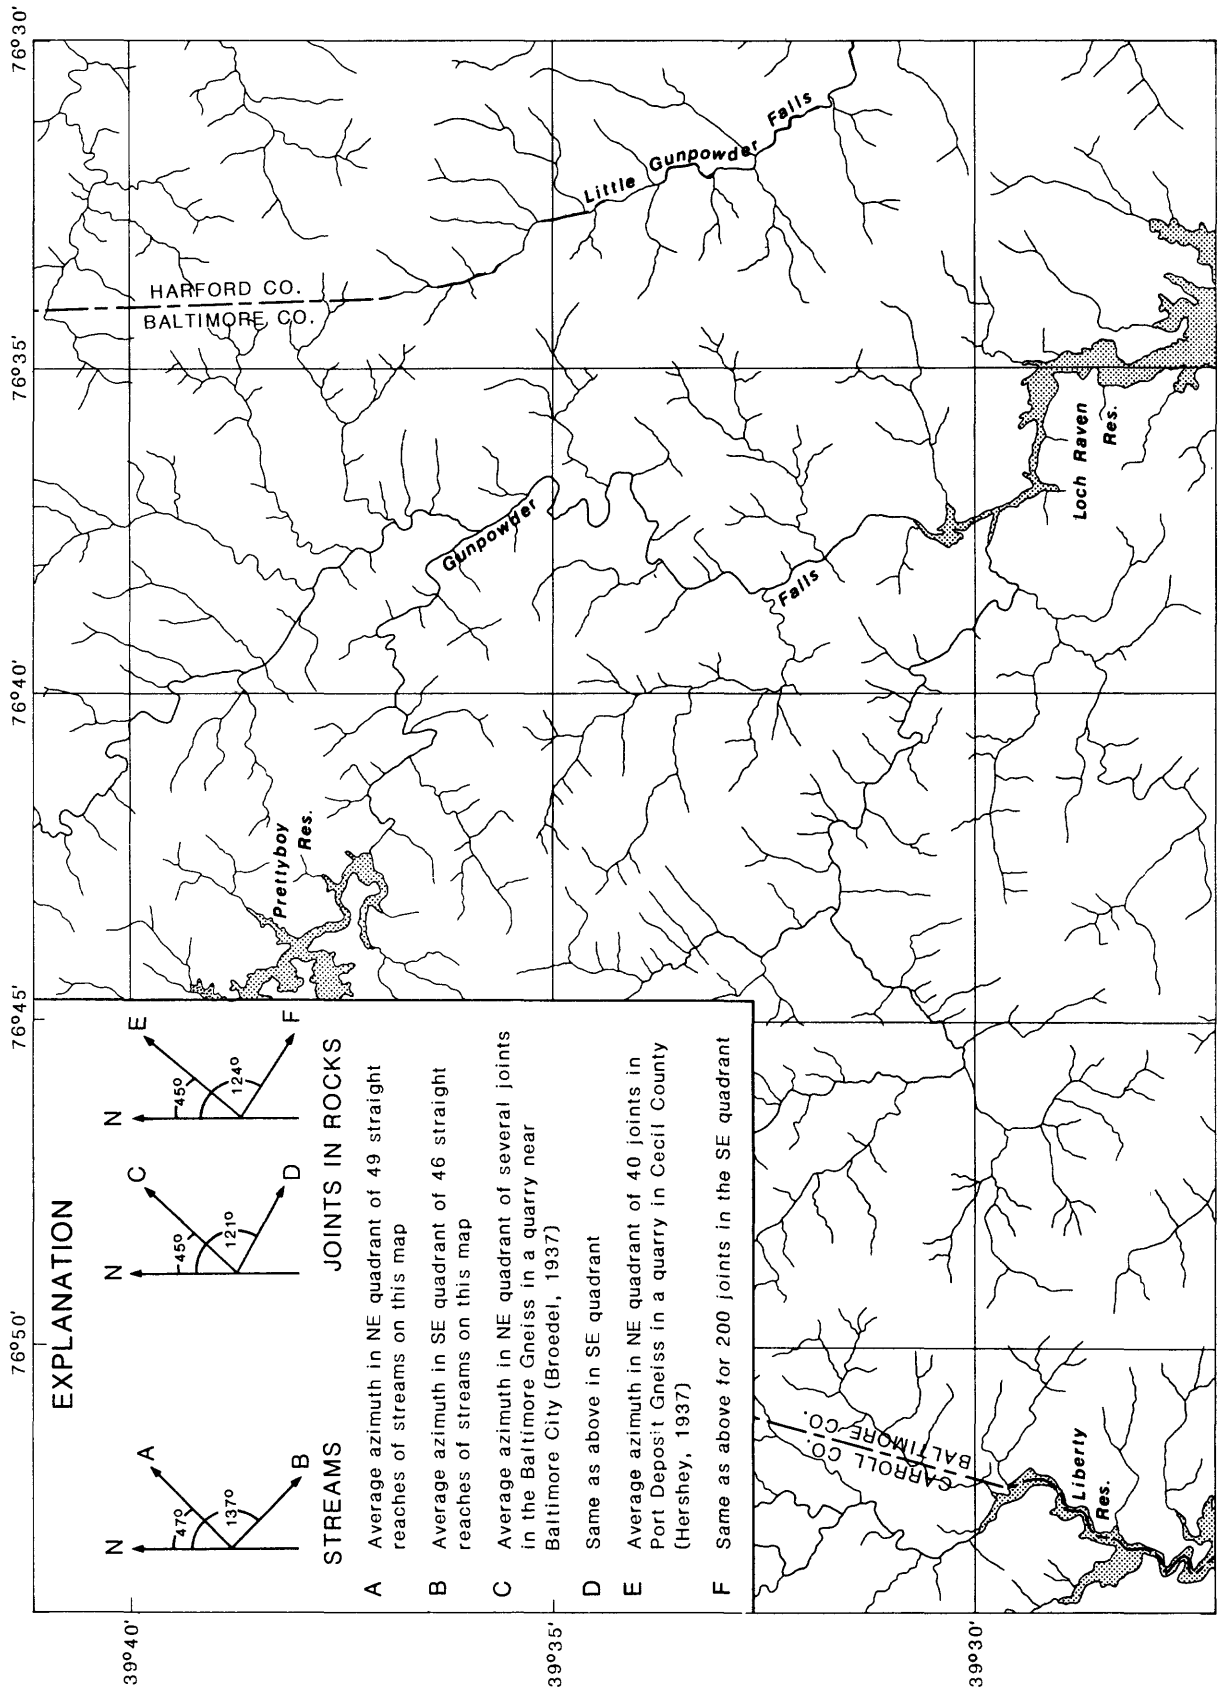 EXPLANATION
N
A
47°
137°
B
N
C
45°
121°
D
N
E
45°
124°
F
STREAMS
JOINTS IN ROCKS
A Average azimuth in NE quadrant of 49 straight
reaches of streams on this map
B Average azimuth in SE quadrant of 46 straight
reaches of streams on this map
C Average azimuth in NE quadrant of several joints
in the Baltimore Gneiss in a quarry near
Baltimore City (Broedel, 1937)
D Same as above in SE quadrant
E Average azimuth in NE quadrant of 40 joints in
Port Deposit Gneiss in a quarry in Cecil County
(Hershey, 1937)
F Same as above for 200 joints in the SE quadrant
76°50'
76°45'
76°40'
76°35'
76°30'
39°40'
39°35'
39°30'
Prettyboy
Res.
HARFORD CO.
BALTIMORE CO.
Gunpowder
Falls
Little Gunpowder Falls
Loch Raven
Res.
CARROLL CO.
BALTIMORE CO.
Liberty
Res.